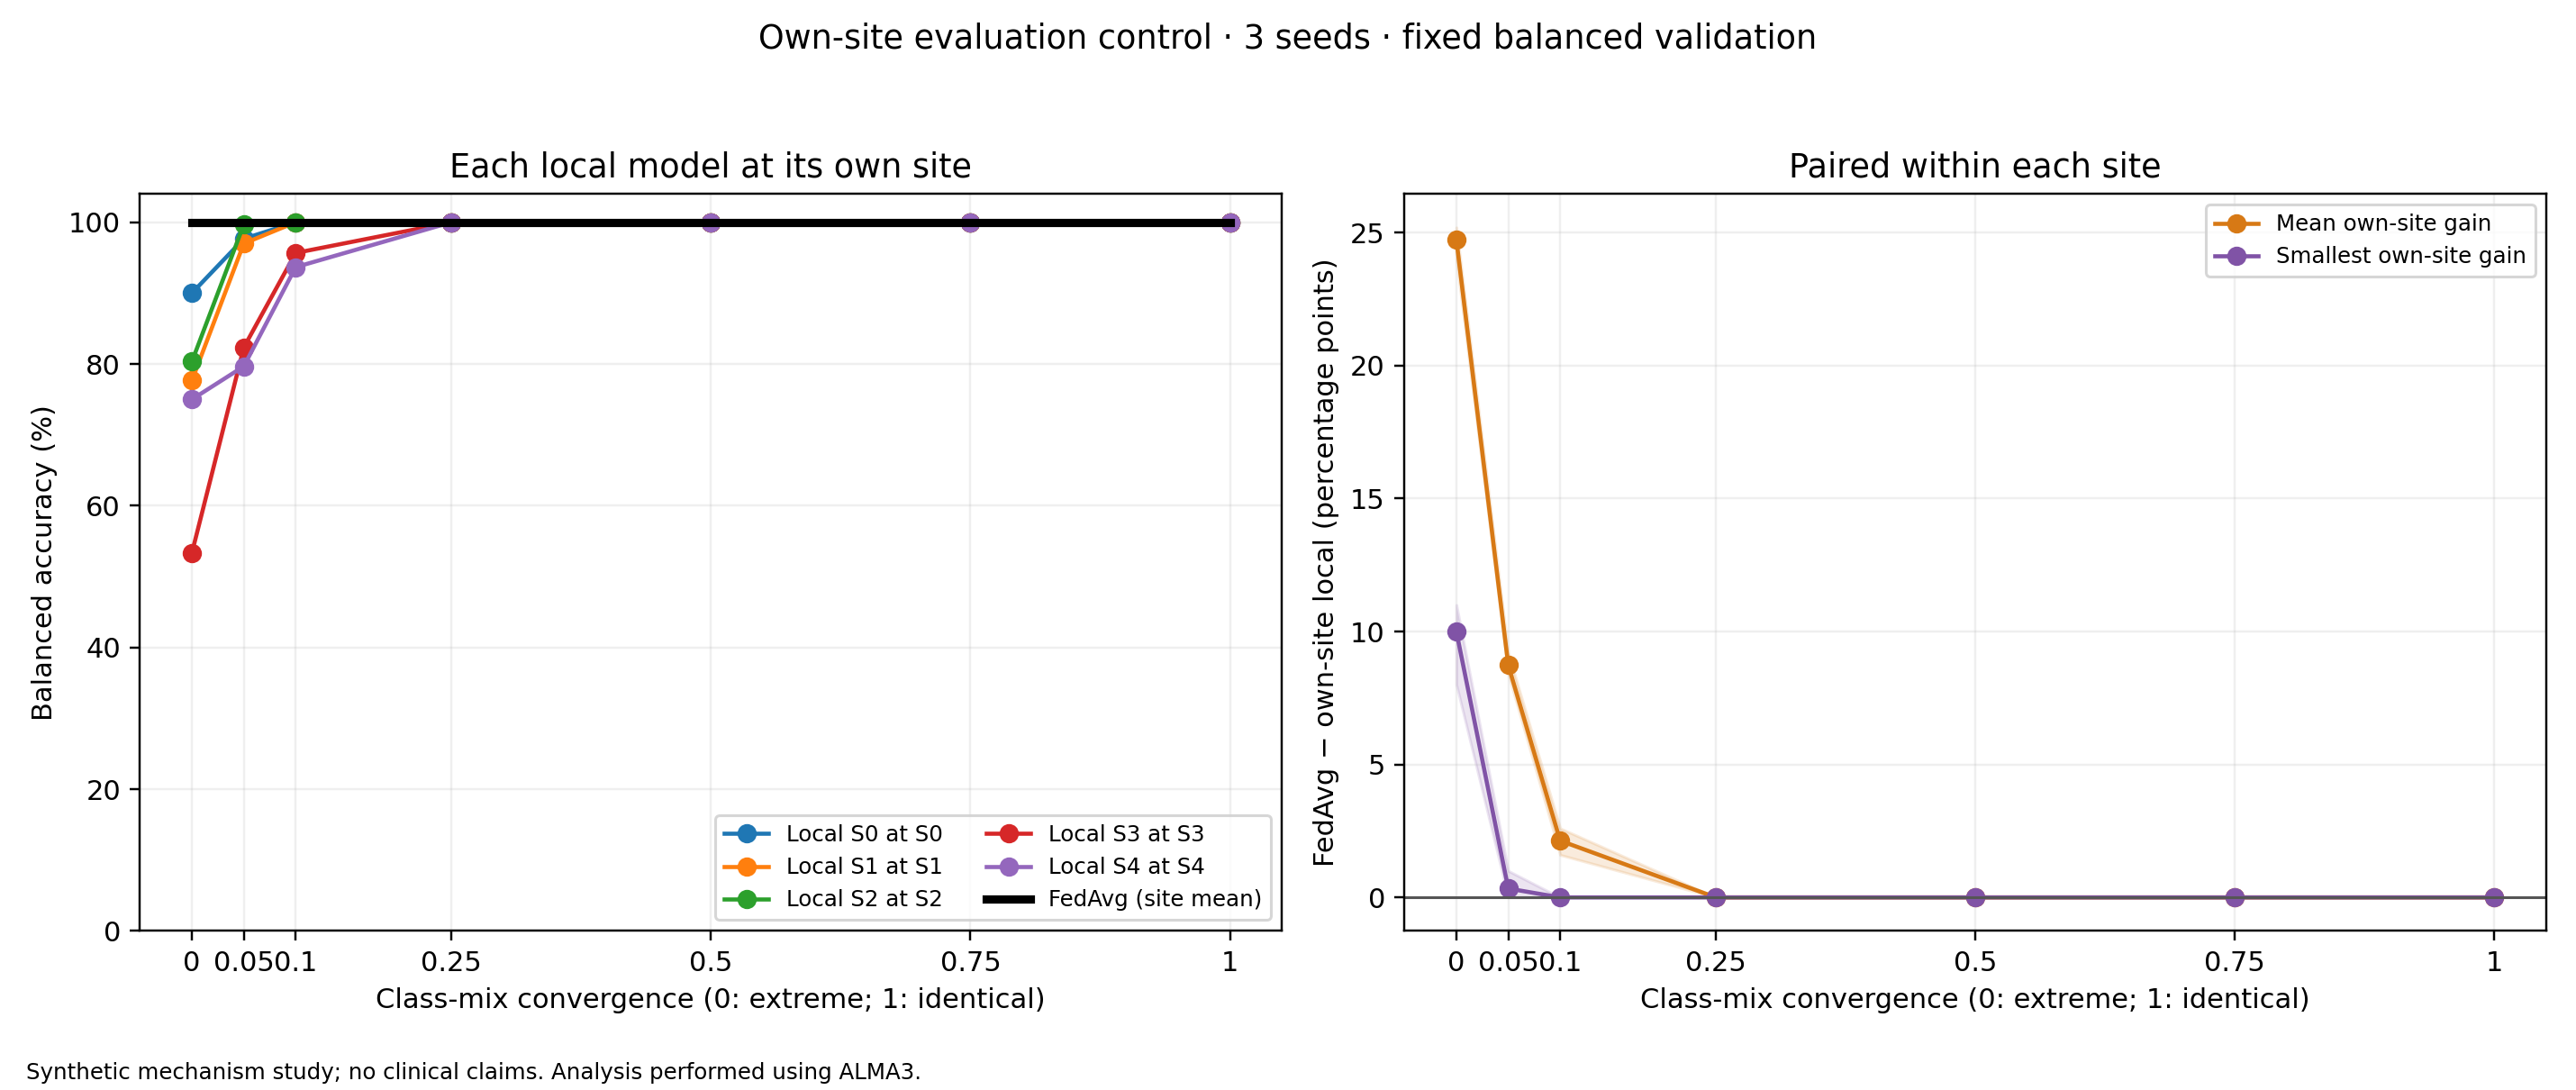 Own-site evaluation control · 3 seeds · fixed balanced validation
Each local model at its own site
Balanced accuracy (%)
100
80
60
40
20
0
Local S0 at S0
Local S1 at S1
Local S2 at S2
Local S3 at S3
Local S4 at S4
FedAvg (site mean)
0 0.05 0.1 0.25 0.5 0.75 1
Class-mix convergence (0: extreme; 1: identical)
Paired within each site
FedAvg − own-site local (percentage points)
25
20
15
10
5
0
Mean own-site gain
Smallest own-site gain
0 0.05 0.1 0.25 0.5 0.75 1
Class-mix convergence (0: extreme; 1: identical)
Synthetic mechanism study; no clinical claims. Analysis performed using ALMA3.